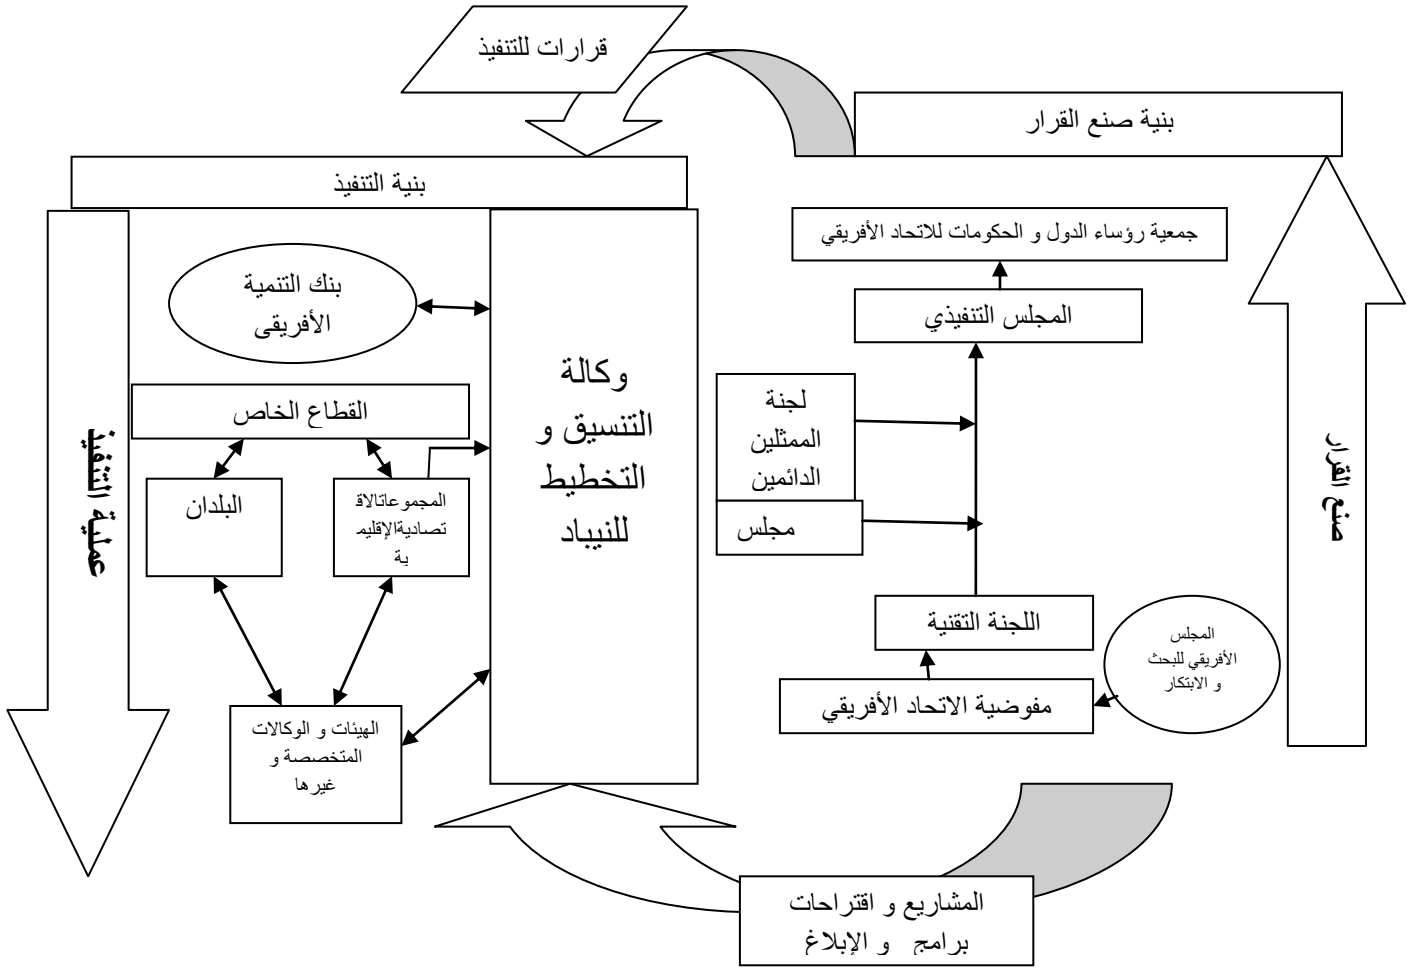 قرارات للتنفيذ
بنية صنع القرار
بنية التنفيذ
جمعية رؤساء الدول و الحكومات للاتحاد الأفريقي
المجلس التنفيذي
لجنة
الممثلين
الدائمين
مجلس
اللجنة التقنية
مفوضية الاتحاد الأفريقي
المجلس
الأفريقي للبحث
و الابتكار
صنع القرار
وكالة
التنسيق و
التخطيط
للنيباد
بنك التنمية
الأفريقى
القطاع الخاص
المجموعاتالاق
تصاديةالإقليم
ية
البلدان
الهيئات و الوكالات
المتخصصة و
غيرها
عملية التنفيذ
المشاريع و اقتراحات
برامج و الإبلاغ